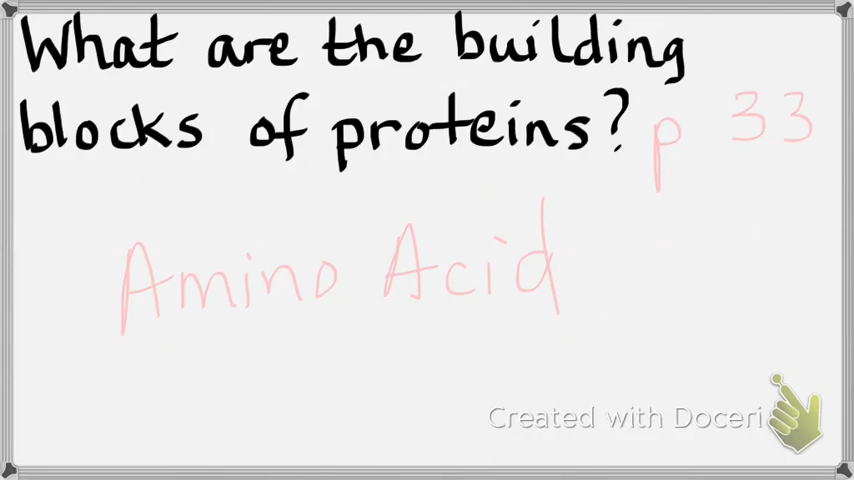 What are the building
blocks of proteins?
p 33
Amino Acid
Created with Doceri